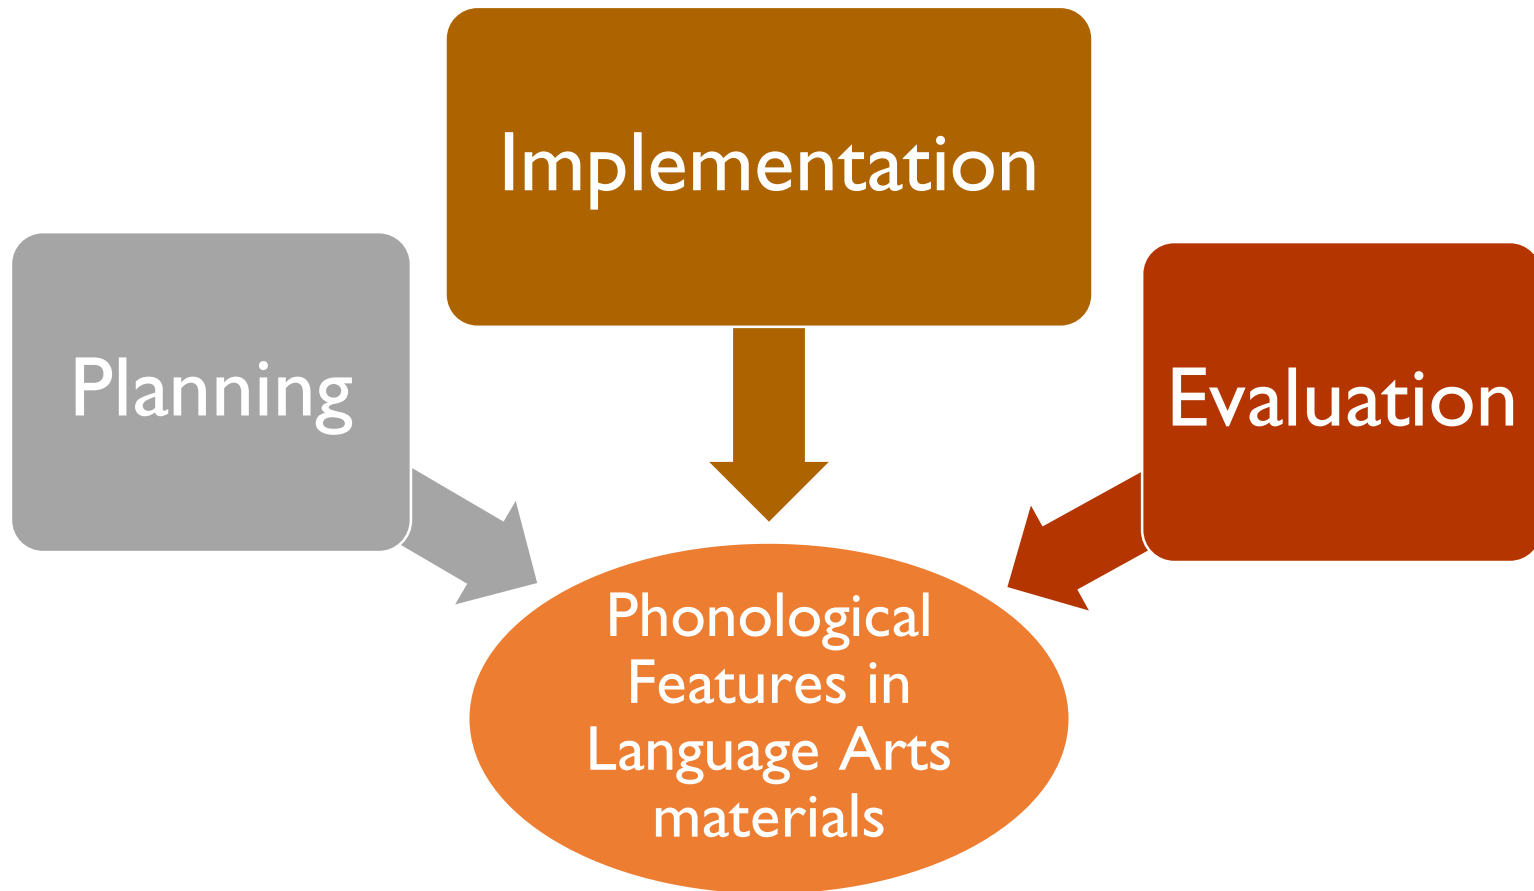 Implementation
Planning
Evaluation
Phonological
Features in
Language Arts
materials